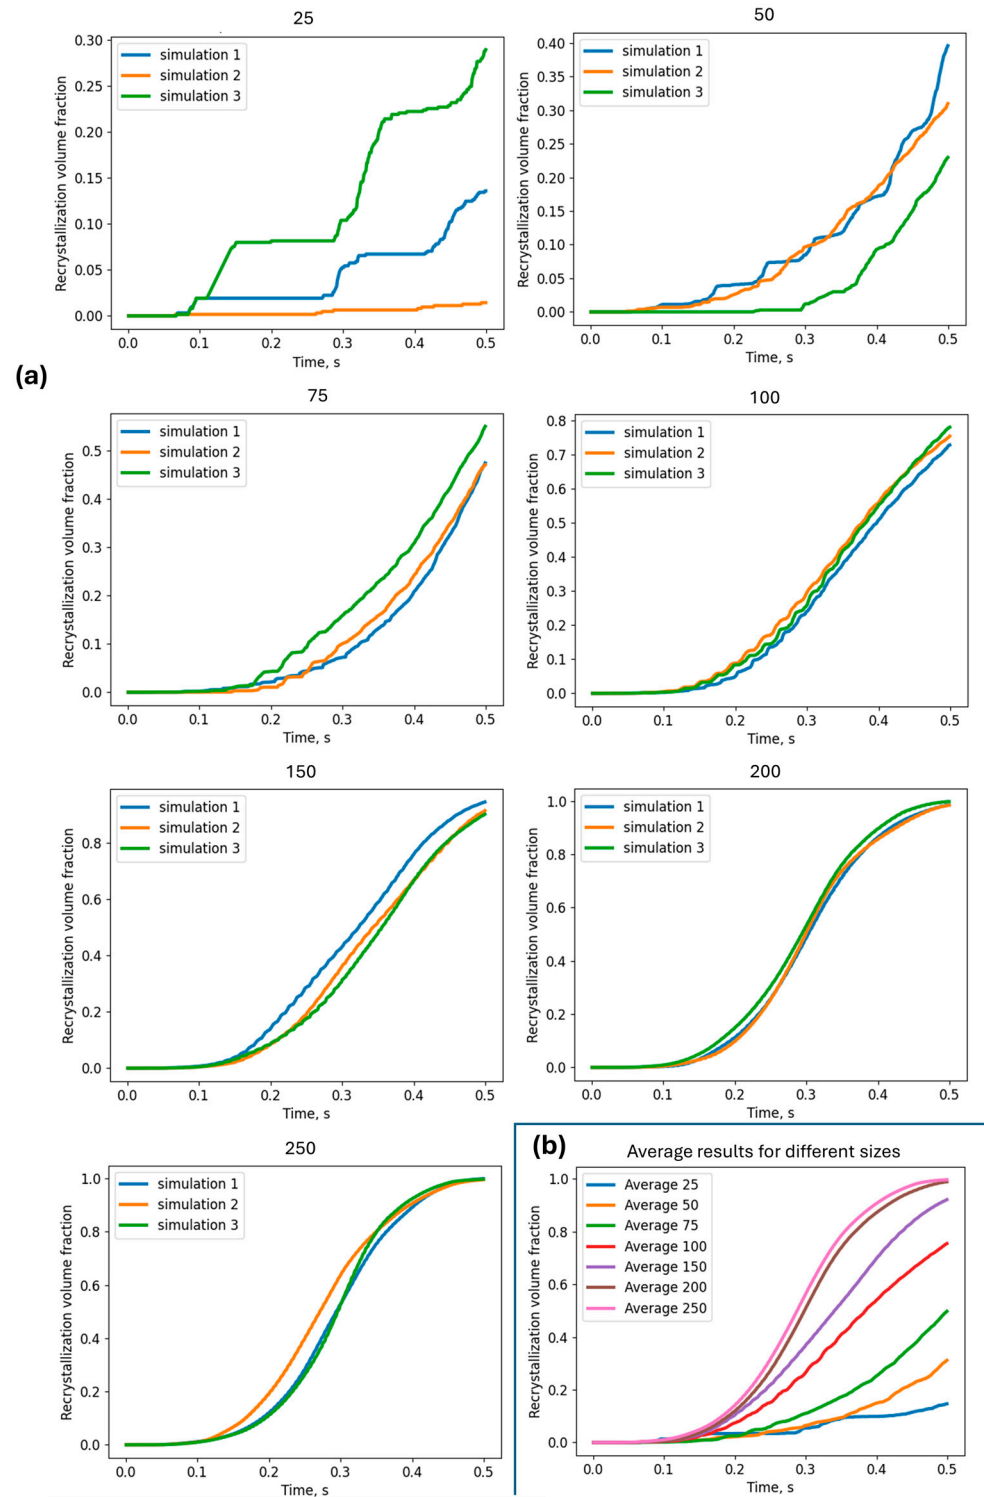 25
Recrystallization volume fraction
0.30
0.25
0.20
0.15
0.10
0.05
0.00
simulation 1
simulation 2
simulation 3
0.0 0.1 0.2 0.3 0.4 0.5
Time, s
50
Recrystallization volume fraction
0.40
0.35
0.30
0.25
0.20
0.15
0.10
0.05
0.00
simulation 1
simulation 2
simulation 3
0.0 0.1 0.2 0.3 0.4 0.5
Time, s
(a)
75
Recrystallization volume fraction
0.5
0.4
0.3
0.2
0.1
0.0
simulation 1
simulation 2
simulation 3
0.0 0.1 0.2 0.3 0.4 0.5
Time, s
100
Recrystallization volume fraction
0.8
0.7
0.6
0.5
0.4
0.3
0.2
0.1
0.0
simulation 1
simulation 2
simulation 3
0.0 0.1 0.2 0.3 0.4 0.5
Time, s
150
Recrystallization volume fraction
0.8
0.6
0.4
0.2
0.0
simulation 1
simulation 2
simulation 3
0.0 0.1 0.2 0.3 0.4 0.5
Time, s
200
Recrystallization volume fraction
1.0
0.8
0.6
0.4
0.2
0.0
simulation 1
simulation 2
simulation 3
0.0 0.1 0.2 0.3 0.4 0.5
Time, s
250
Recrystallization volume fraction
1.0
0.8
0.6
0.4
0.2
0.0
simulation 1
simulation 2
simulation 3
0.0 0.1 0.2 0.3 0.4 0.5
Time, s
(b)
Average results for different sizes
Recrystallization volume fraction
1.0
0.8
0.6
0.4
0.2
0.0
Average 25
Average 50
Average 75
Average 100
Average 150
Average 200
Average 250
0.0 0.1 0.2 0.3 0.4 0.5
Time, s